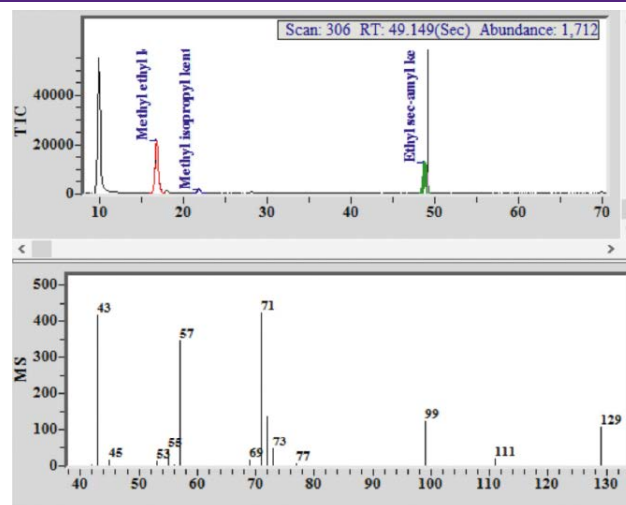 Scan: 306 RT: 49.149(Sec) Abundance: 1,712
TIC
40000
20000
0
Methyl ethyl k
Methyl isopropyl kent
Ethyl sec-amyl ke
10 20 30 40 50 60 70
< >
MS
500
400
300
200
100
0
43
45
53
55
57
69
71
73
77
99
111
129
40 50 60 70 80 90 100 110 120 130